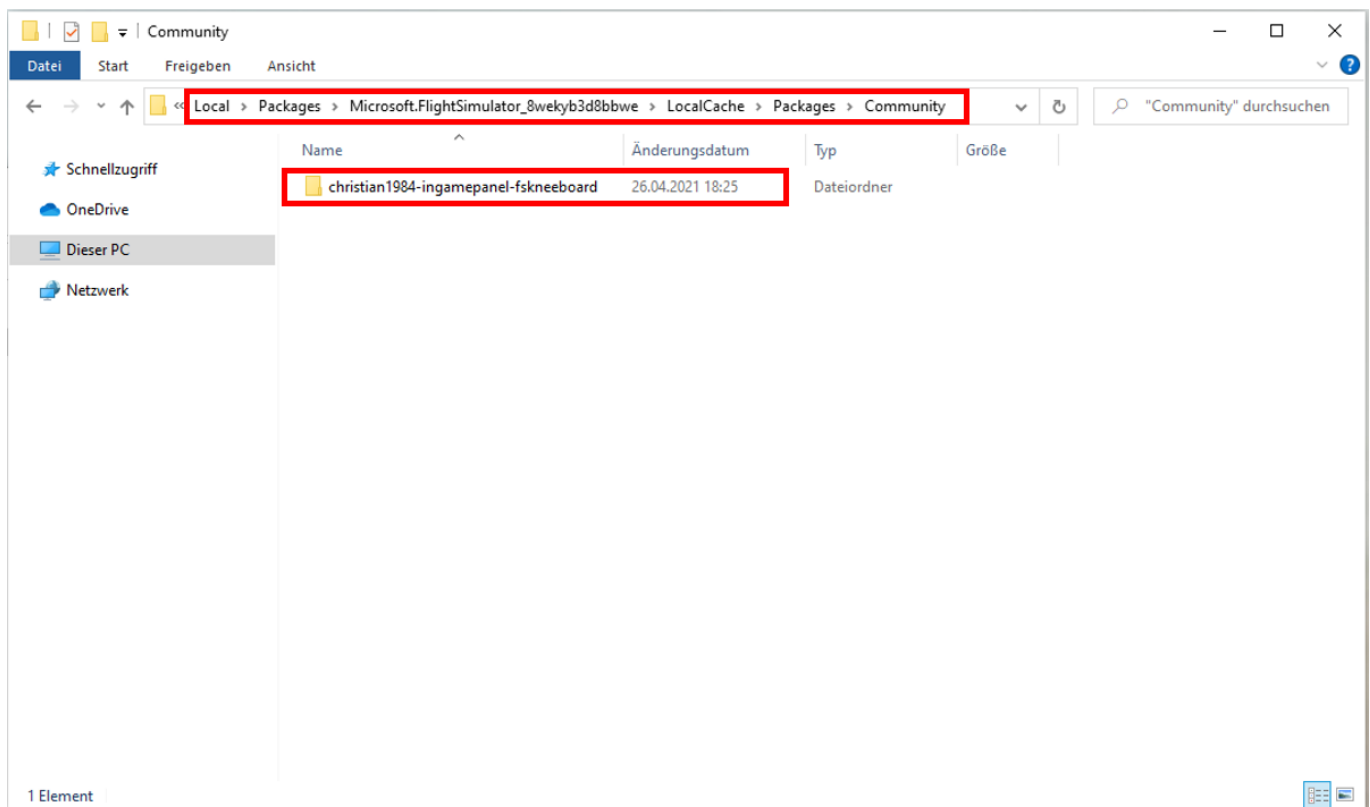 Community
Datei Start Freigeben Ansicht
« Local > Packages > Microsoft.FlightSimulator_8wekyb3d8bbwe > LocalCache > Packages > Community
"Community" durchsuchen
Name Änderungsdatum Typ Größe
Schnellzugriff
christian1984-ingamepanel-fskneeboard 26.04.2021 18:25 Dateiordner
OneDrive
Dieser PC
Netzwerk
1 Element